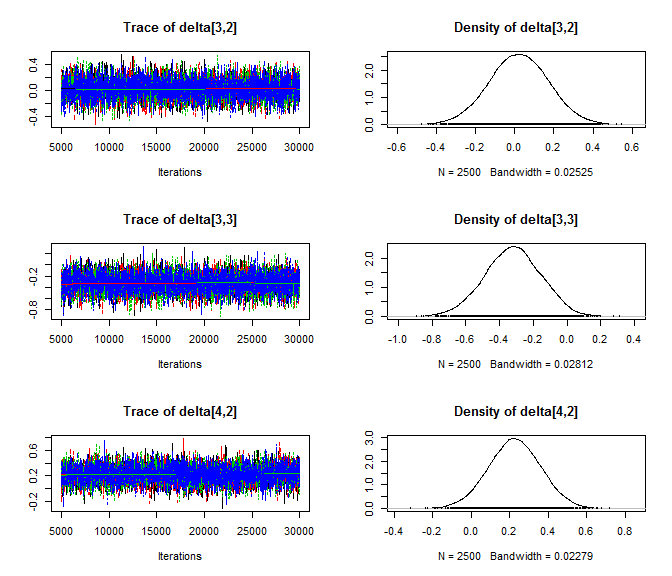 Trace of delta[3,2]
-0.4 0.0 0.4
5000 10000 15000 20000 25000 30000
Iterations
Density of delta[3,2]
0.0 1.0 2.0
-0.6 -0.4 -0.2 0.0 0.2 0.4 0.6
N = 2500 Bandwidth = 0.02525
Trace of delta[3,3]
-0.8 -0.2
5000 10000 15000 20000 25000 30000
Iterations
Density of delta[3,3]
0.0 1.0 2.0
-1.0 -0.8 -0.6 -0.4 -0.2 0.0 0.2 0.4
N = 2500 Bandwidth = 0.02812
Trace of delta[4,2]
-0.2 0.2 0.6
5000 10000 15000 20000 25000 30000
Iterations
Density of delta[4,2]
0.0 1.0 2.0 3.0
-0.4 -0.2 0.0 0.2 0.4 0.6 0.8
N = 2500 Bandwidth = 0.02279